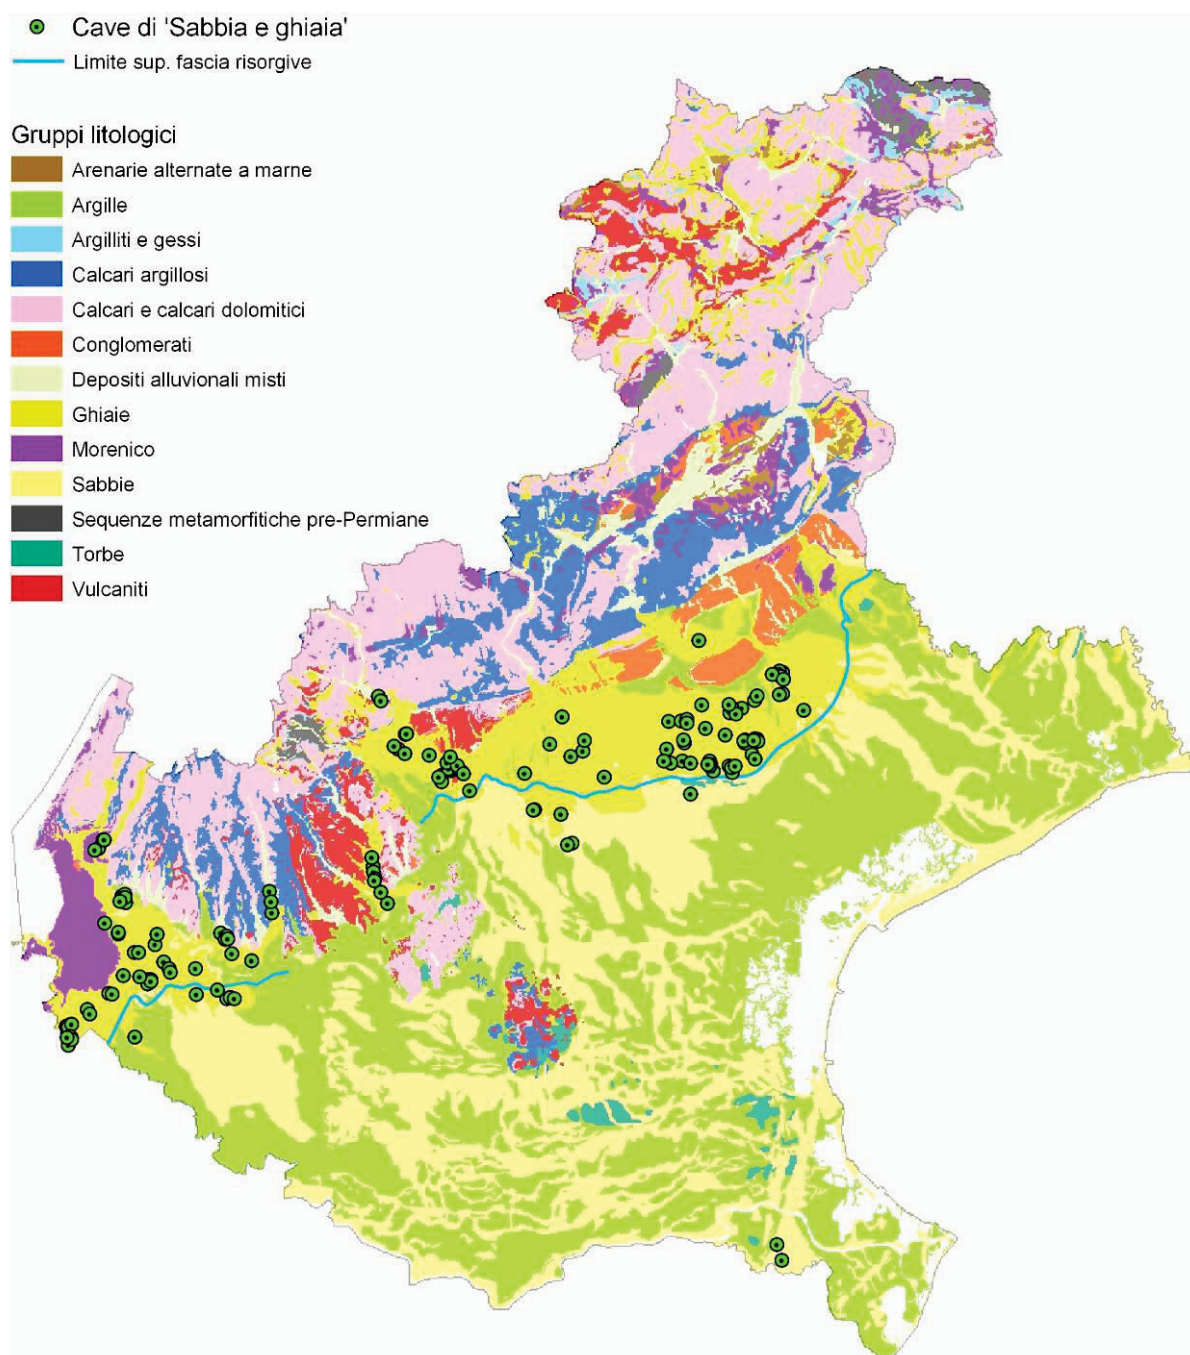 Cave di 'Sabbia e ghiaia'
Limite sup. fascia risorgive
Gruppi litologici
Arenarie alternate a marne
Argille
Argilliti e gessi
Calcari argillosi
Calcari e calcari dolomitici
Conglomerati
Depositi alluvionali misti
Ghiaie
Morenico
Sabbie
Sequenze metamorfitiche pre-Permiane
Torbe
Vulcaniti